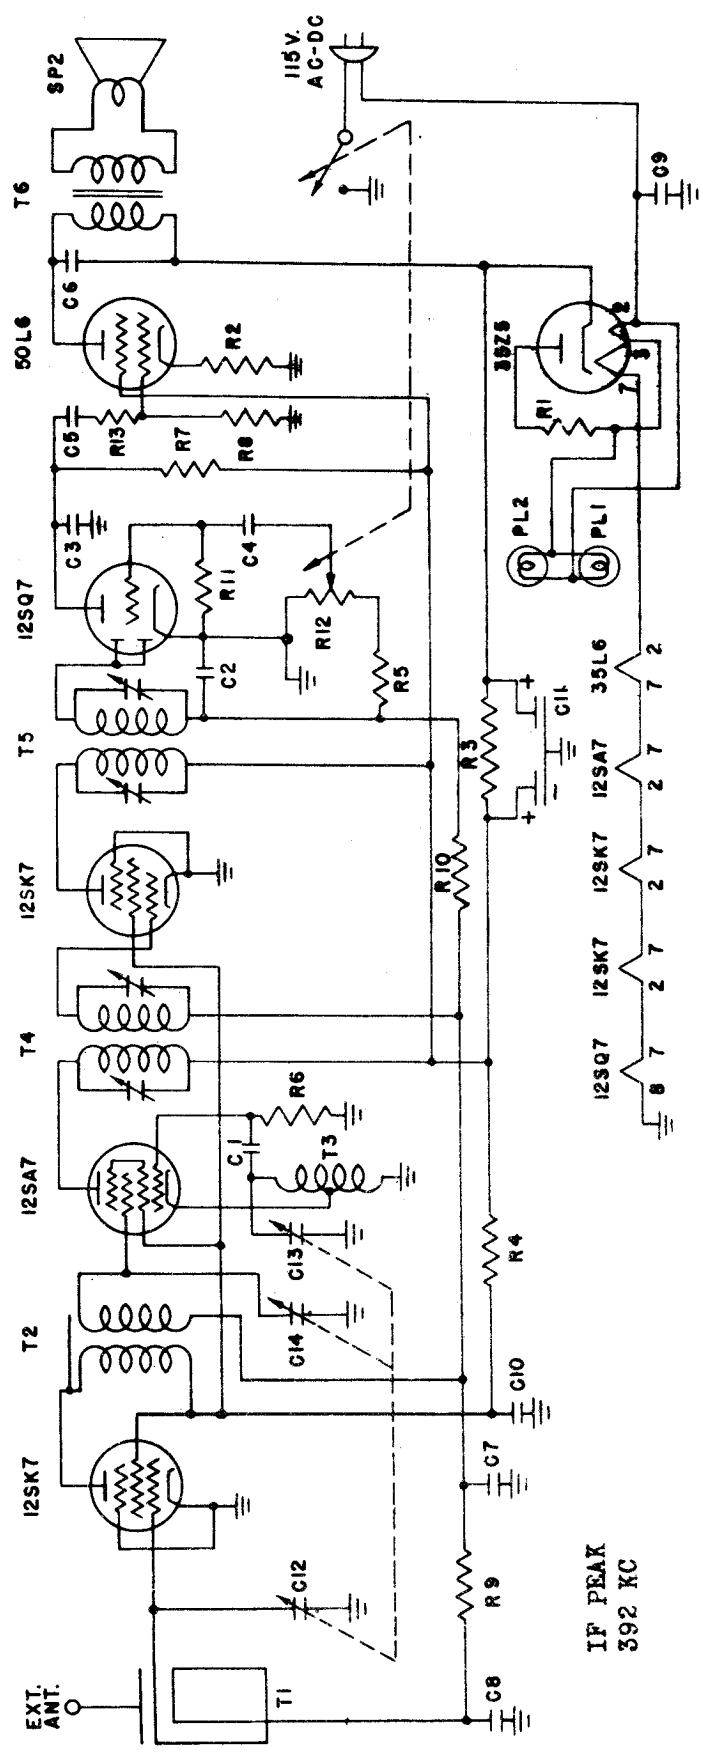 EXT.
ANT.
12SK7
T2
12SA7
T4
12SK7
T5
12SQ7
50L6
T6
SP2
C3
C5
C6
R13
R7
R8
R2
C1
R6
C2
R11
C4
T1
C12
C14
C13
T3
R12
R5
115 V.
AC-DC
R10
R3
C8
R9
C7
C10
R4
C11
+
–
+
35Z5
R1
7
3
2
C9
PL2
PL1
12SQ7
8 7
12SK7
2 7
12SK7
2 7
12SA7
2 7
35L6
7 2
IF PEAK
392 KC